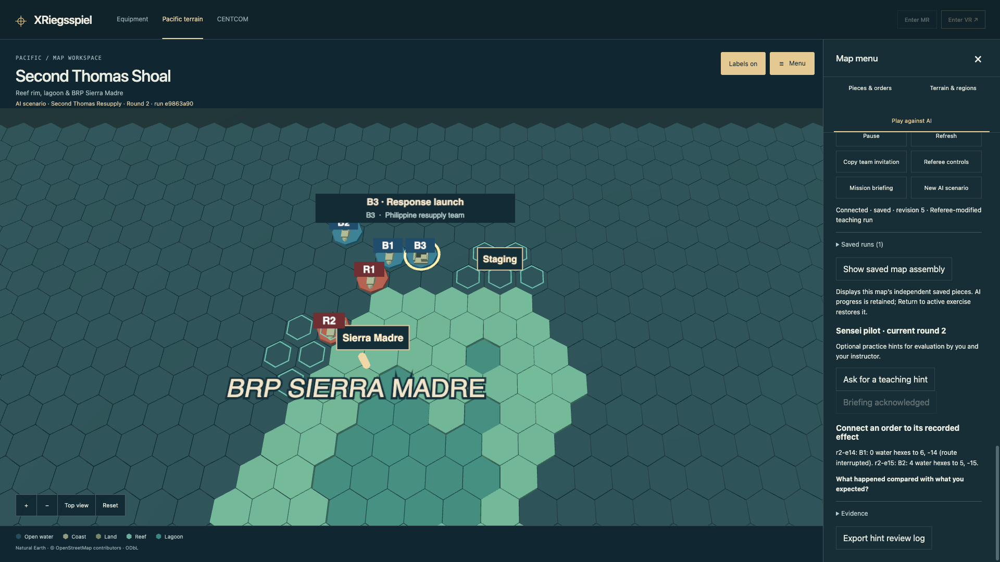 XRiegsspiel
Equipment
Pacific terrain
CENTCOM
Enter MR
Enter VR ↗
PACIFIC / MAP WORKSPACE
Second Thomas Shoal
Reef rim, lagoon & BRP Sierra Madre
AI scenario · Second Thomas Resupply · Round 2 · run e9863a90
Labels on
≡ Menu
B3 · Response launch
B3 · Philippine resupply team
B2
B1
B3
Staging
R1
R2
Sierra Madre
BRP SIERRA MADRE
+
−
Top view
Reset
Open water
Coast
Land
Reef
Lagoon
Natural Earth · © OpenStreetMap contributors · ODbL
Map menu
×
Pieces & orders
Terrain & regions
Play against AI
Pause
Refresh
Copy team invitation
Referee controls
Mission briefing
New AI scenario
Connected · saved · revision 5 · Referee-modified
teaching run
Saved runs (1)
Show saved map assembly
Displays this map’s independent saved pieces. AI
progress is retained; Return to active exercise
restores it.
Sensei pilot · current round 2
Optional practice hints for evaluation by you and
your instructor.
Ask for a teaching hint
Briefing acknowledged
Connect an order to its recorded
effect
r2-e14: B1: 0 water hexes to 6, -14 (route
interrupted). r2-e15: B2: 4 water hexes to 5, -15.
What happened compared with what you
expected?
Evidence
Export hint review log